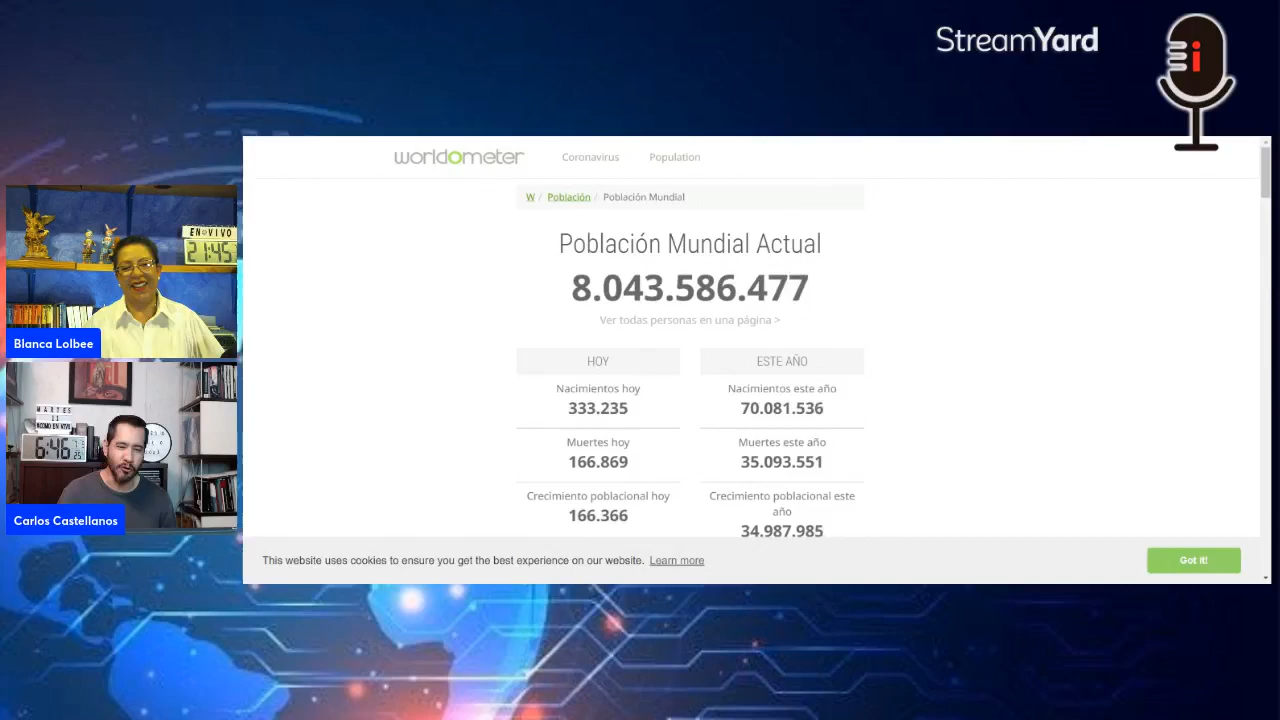 StreamYard
i
worldometer
Coronavirus
Population
W / Población / Población Mundial
Población Mundial Actual
8.043.586.477
Ver todas personas en una página >
HOY
Nacimientos hoy
333.235
Muertes hoy
166.869
Crecimiento poblacional hoy
166.366
ESTE AÑO
Nacimientos este año
70.081.536
Muertes este año
35.093.551
Crecimiento poblacional este
año
34.987.985
This website uses cookies to ensure you get the best experience on our website. Learn more
Got it!
EN VIVO
21:45
Blanca Lolbee
MARTES
11
6:46
Carlos Castellanos